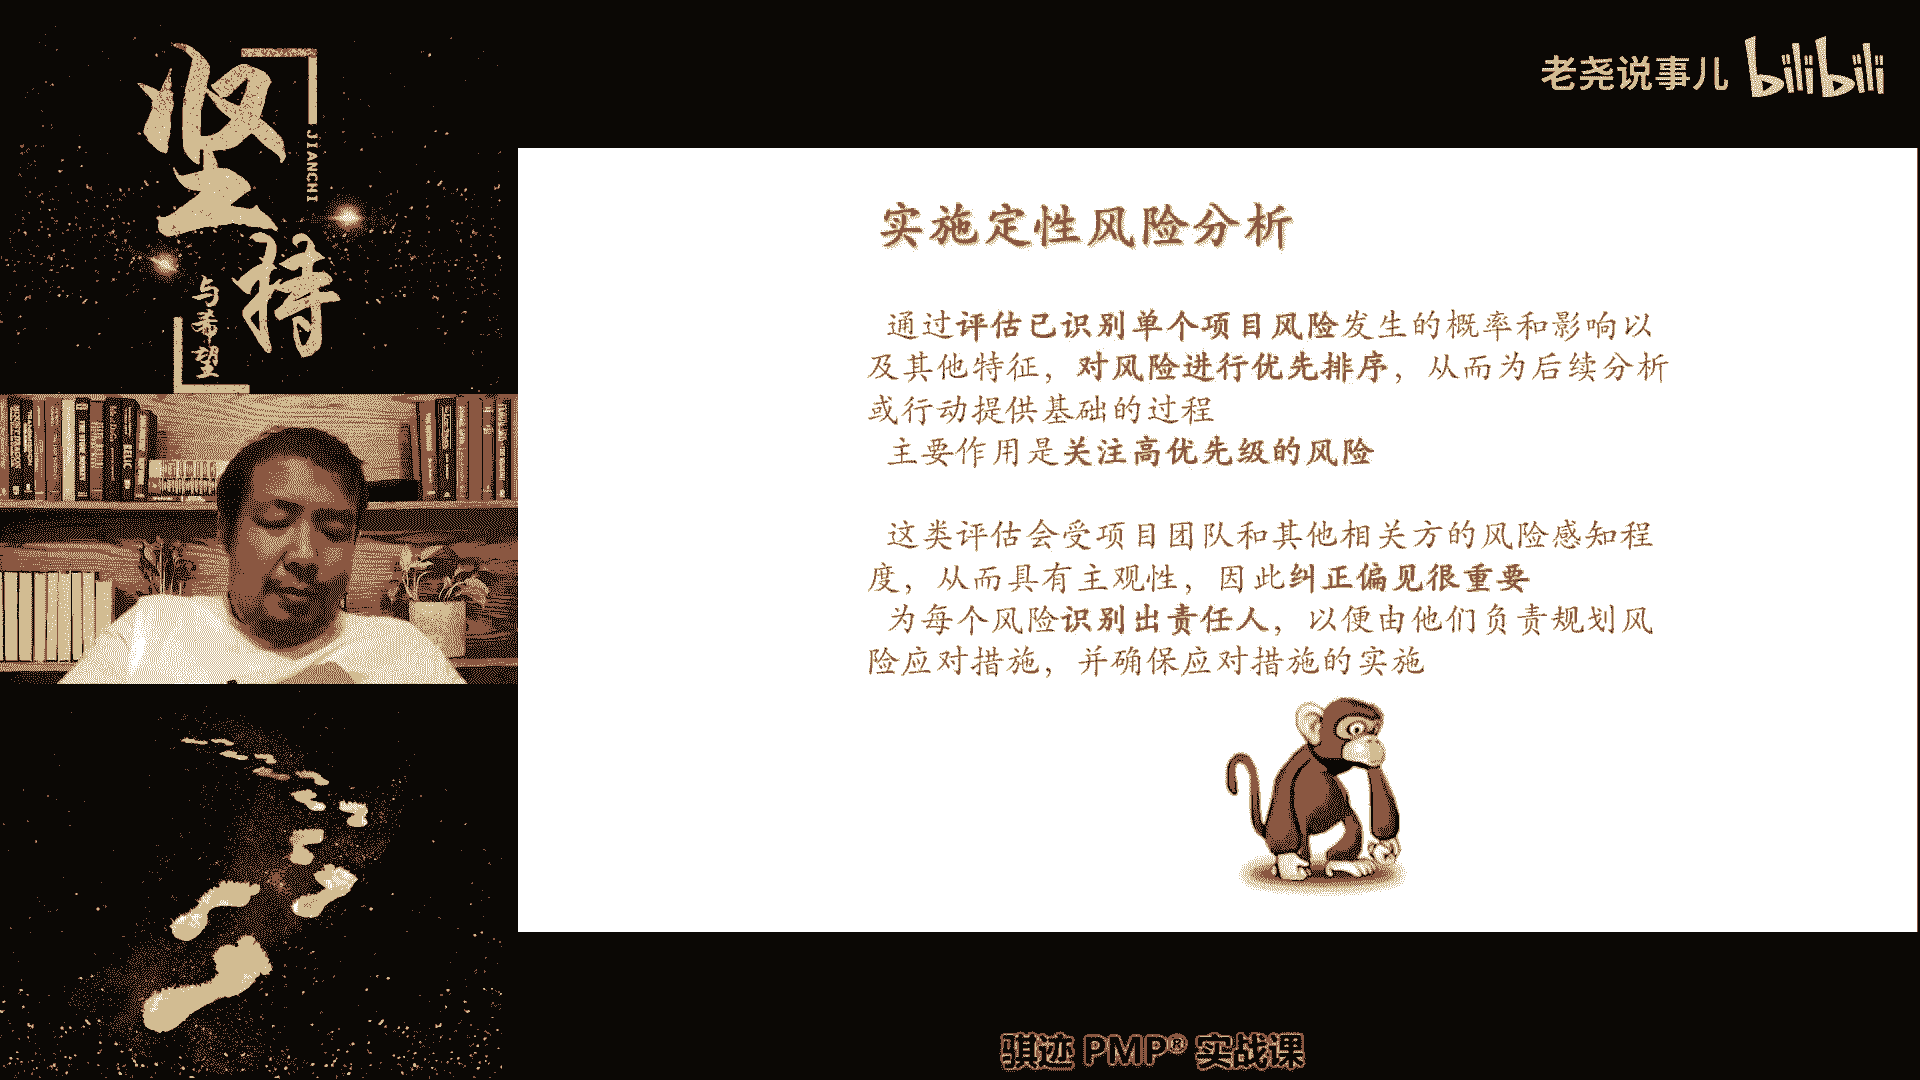 坚持
JIANCHI
与希望
老尧说事儿 bilibili
实施定性风险分析
通过评估已识别单个项目风险发生的概率和影响以
及其他特征，对风险进行优先排序，从而为后续分析
或行动提供基础的过程
主要作用是关注高优先级的风险
这类评估会受项目团队和其他相关方的风险感知程
度，从而具有主观性，因此纠正偏见很重要
为每个风险识别出责任人，以便由他们负责规划风
险应对措施，并确保应对措施的实施
骐迹 PMP® 实战课